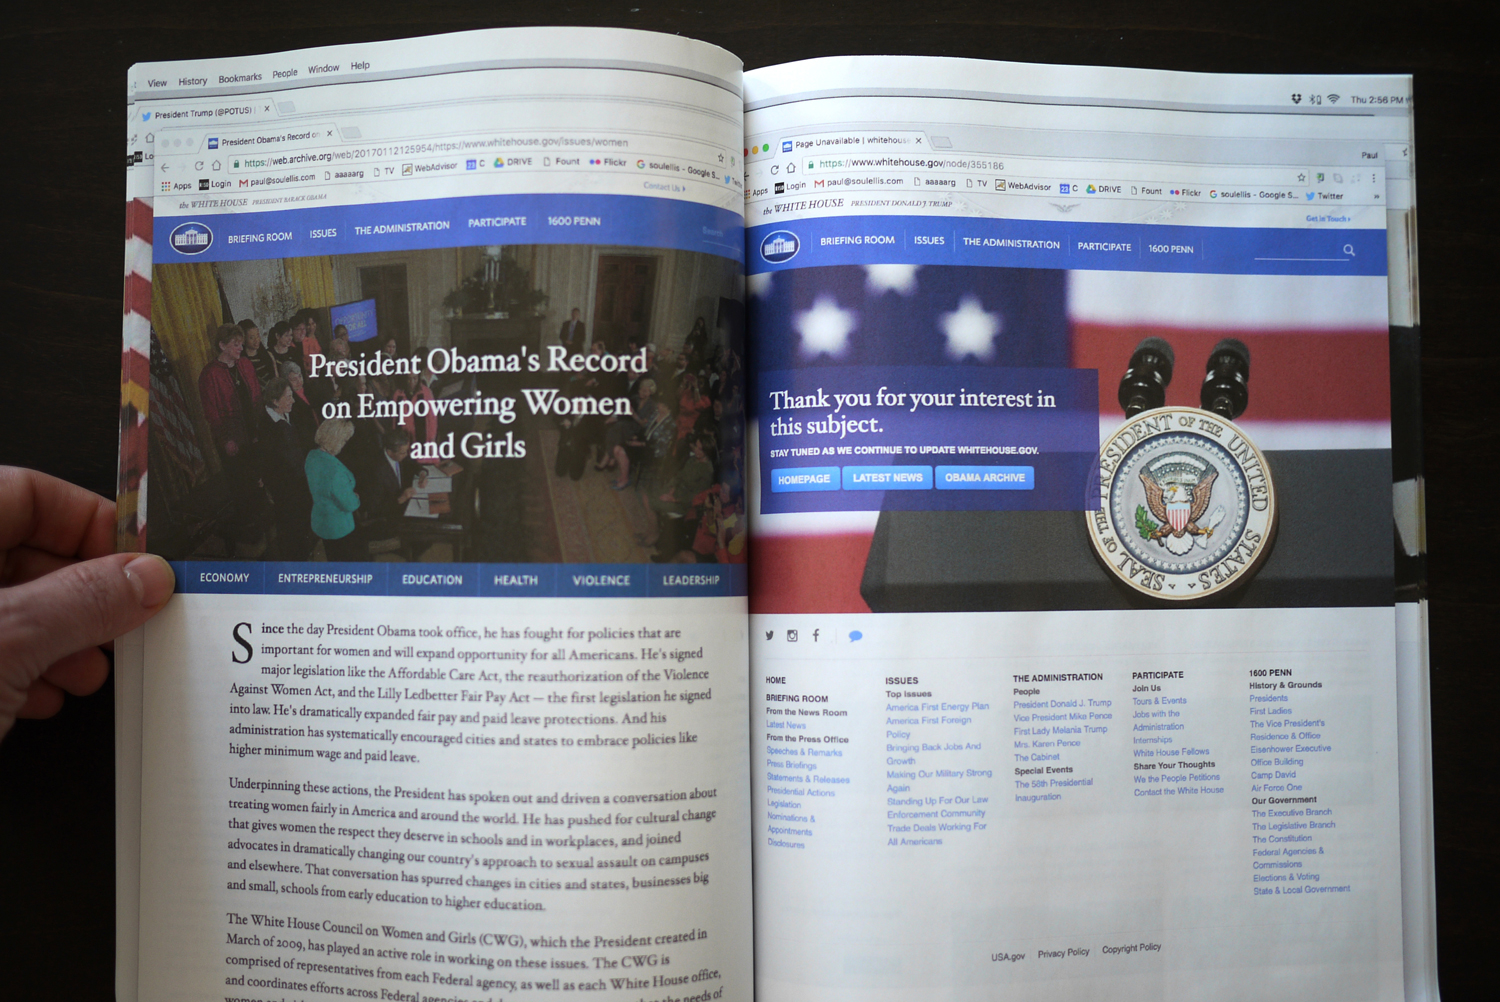 View History Bookmarks People Window Help
President Trump (@POTUS)
President Obama's Record on
https://web.archive.org/web/20170112125954/https://www.whitehouse.gov/issues/women
Apps Login paul@soulellis.com aaaaarg TV WebAdvisor C DRIVE Fount Flickr soulellis - Google S...
Contact Us
the WHITE HOUSE PRESIDENT BARACK OBAMA
BRIEFING ROOM ISSUES THE ADMINISTRATION PARTICIPATE 1600 PENN
Search
President Obama's Record
on Empowering Women
and Girls
ECONOMY ENTREPRENEURSHIP EDUCATION HEALTH VIOLENCE LEADERSHIP
Since the day President Obama took office, he has fought for policies that are
important for women and will expand opportunity for all Americans. He's signed
major legislation like the Affordable Care Act, the reauthorization of the Violence
Against Women Act, and the Lilly Ledbetter Fair Pay Act — the first legislation he signed
into law. He's dramatically expanded fair pay and paid leave protections. And his
administration has systematically encouraged cities and states to embrace policies like
higher minimum wage and paid leave.
Underpinning these actions, the President has spoken out and driven a conversation about
treating women fairly in America and around the world. He has pushed for cultural change
that gives women the respect they deserve in schools and in workplaces, and joined
advocates in dramatically changing our country's approach to sexual assault on campuses
and elsewhere. That conversation has spurred changes in cities and states, businesses big
and small, schools from early education to higher education.
The White House Council on Women and Girls (CWG), which the President created in
March of 2009, has played an active role in working on these issues. The CWG is
comprised of representatives from each Federal agency, as well as each White House office,
and coordinates efforts across Federal agencies the needs of
Thu 2:56 PM
Page Unavailable | whitehouse
Paul
https://www.whitehouse.gov/node/355186
Apps Login paul@soulellis.com aaaaarg TV WebAdvisor C DRIVE Fount Flickr soulellis - Google S... Twitter »
the WHITE HOUSE PRESIDENT DONALD J. TRUMP
Get in Touch
BRIEFING ROOM ISSUES THE ADMINISTRATION PARTICIPATE 1600 PENN
Thank you for your interest in
this subject.
STAY TUNED AS WE CONTINUE TO UPDATE WHITEHOUSE.GOV.
HOMEPAGE LATEST NEWS OBAMA ARCHIVE
SEAL OF THE PRESIDENT OF THE UNITED STATES
HOME
BRIEFING ROOM
From the News Room
Latest News
From the Press Office
Speeches & Remarks
Press Briefings
Statements & Releases
Presidential Actions
Legislation
Nominations &
Appointments
Disclosures
ISSUES
Top Issues
America First Energy Plan
America First Foreign
Policy
Bringing Back Jobs And
Growth
Making Our Military Strong
Again
Standing Up For Our Law
Enforcement Community
Trade Deals Working For
All Americans
THE ADMINISTRATION
People
President Donald J. Trump
Vice President Mike Pence
First Lady Melania Trump
Mrs. Karen Pence
The Cabinet
Special Events
The 58th Presidential
Inauguration
PARTICIPATE
Join Us
Tours & Events
Jobs with the
Administration
Internships
White House Fellows
Share Your Thoughts
We the People Petitions
Contact the White House
1600 PENN
History & Grounds
Presidents
First Ladies
The Vice President's
Residence & Office
Eisenhower Executive
Office Building
Camp David
Air Force One
Our Government
The Executive Branch
The Legislative Branch
The Constitution
Federal Agencies &
Commissions
Elections & Voting
State & Local Government
USA.gov Privacy Policy Copyright Policy